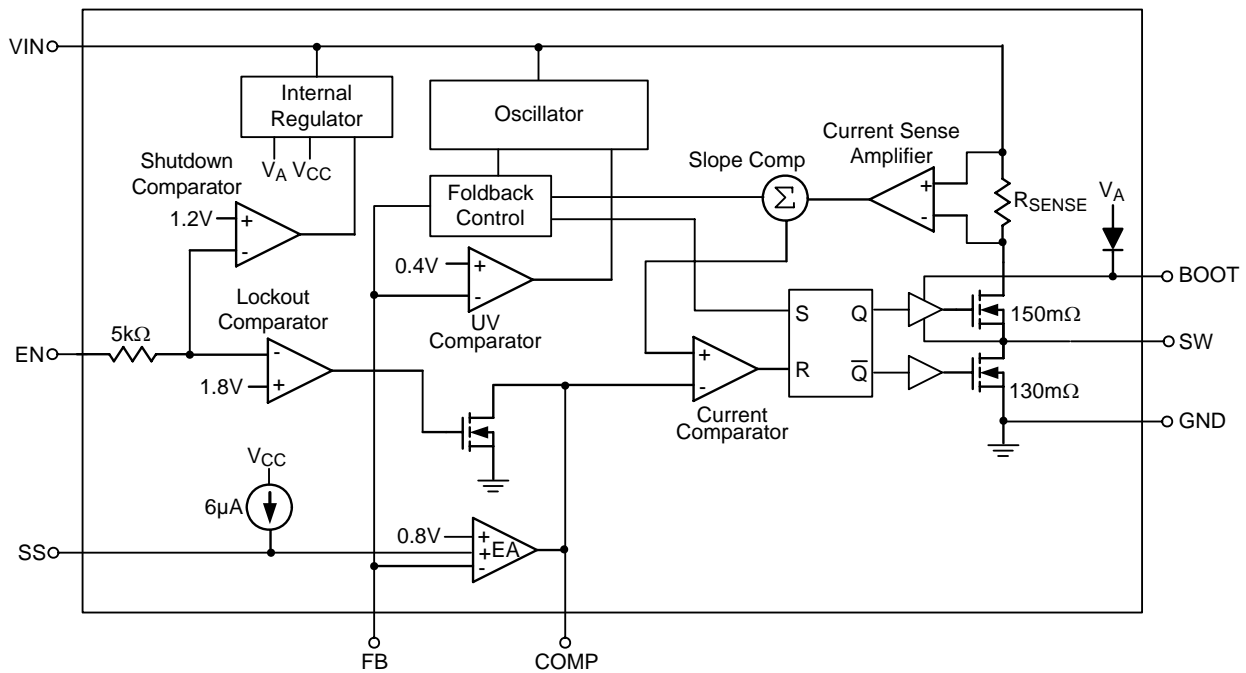 VIN
Internal
Regulator
Oscillator
VA VCC
Shutdown
Comparator
1.2V
+
-
Foldback
Control
Slope Comp
Σ
Current Sense
Amplifier
+
-
RSENSE
VA
BOOT
0.4V
+
-
UV
Comparator
Lockout
Comparator
EN
5kΩ
-
1.8V
+
+
-
Current
Comparator
S
Q
R
Q̅
150mΩ
SW
130mΩ
GND
VCC
6µA
SS
0.8V
+
+
-
EA
FB
COMP